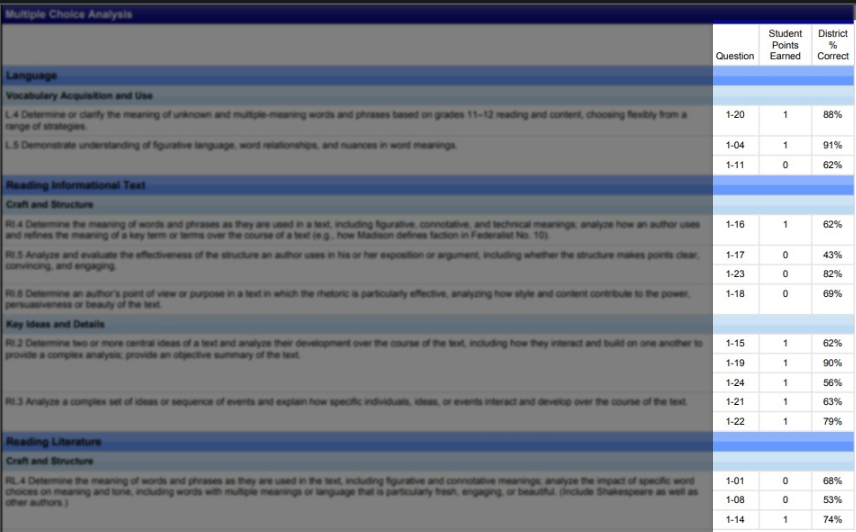 Multiple Choice Analysis
Question Student Points Earned District % Correct
Language
Vocabulary Acquisition and Use
L.4 Determine or clarify the meaning of unknown and multiple-meaning words and phrases based on grades 11–12 reading and content, choosing flexibly from a 1-20 1 88%
range of strategies.
L.5 Demonstrate understanding of figurative language, word relationships, and nuances in word meanings. 1-04 1 91%
1-11 0 62%
Reading Informational Text
Craft and Structure
RI.4 Determine the meaning of words and phrases as they are used in a text, including figurative, connotative, and technical meanings; analyze how an author uses 1-16 1 62%
and refines the meaning of a key term or terms over the course of a text (e.g., how Madison defines faction in Federalist No. 10).
RI.5 Analyze and evaluate the effectiveness of the structure an author uses in his or her exposition or argument, including whether the structure makes points clear, 1-17 0 43%
convincing, and engaging. 1-23 0 82%
RI.6 Determine an author's point of view or purpose in a text in which the rhetoric is particularly effective, analyzing how style and content contribute to the power, 1-18 0 69%
persuasiveness or beauty of the text.
Key Ideas and Details
RI.2 Determine two or more central ideas of a text and analyze their development over the course of the text, including how they interact and build on one another to 1-15 1 62%
provide a complex analysis; provide an objective summary of the text. 1-19 1 90%
1-24 1 56%
RI.3 Analyze a complex set of ideas or sequence of events and explain how specific individuals, ideas, or events interact and develop over the course of the text. 1-21 1 63%
1-22 1 79%
Reading Literature
Craft and Structure
RL.4 Determine the meaning of words and phrases as they are used in the text, including figurative and connotative meanings; analyze the impact of specific word 1-01 0 68%
choices on meaning and tone, including words with multiple meanings or language that is particularly fresh, engaging, or beautiful. (Include Shakespeare as well as 1-08 0 53%
other authors.) 1-14 1 74%